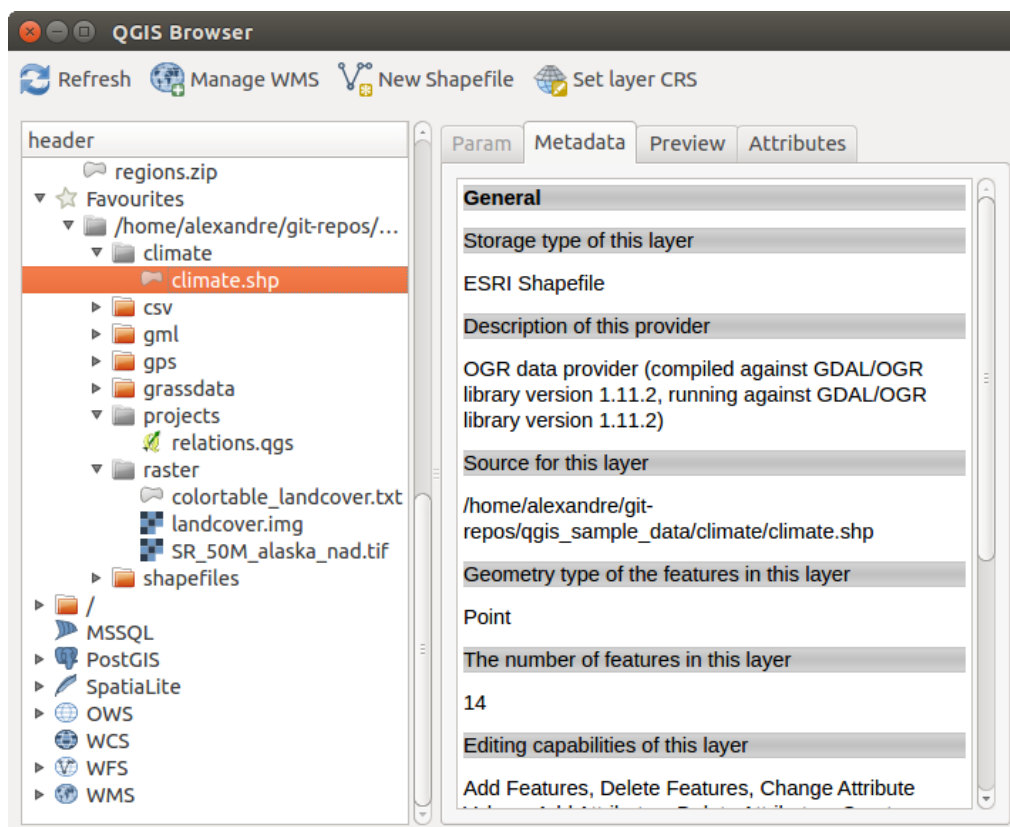 QGIS Browser
Refresh Manage WMS New Shapefile Set layer CRS
header
regions.zip
Favourites
/home/alexandre/git-repos/...
climate
climate.shp
csv
gml
gps
grassdata
projects
relations.qgs
raster
colortable_landcover.txt
landcover.img
SR_50M_alaska_nad.tif
shapefiles
/
MSSQL
PostGIS
SpatiaLite
OWS
WCS
WFS
WMS
Param Metadata Preview Attributes
General
Storage type of this layer
ESRI Shapefile
Description of this provider
OGR data provider (compiled against GDAL/OGR
library version 1.11.2, running against GDAL/OGR
library version 1.11.2)
Source for this layer
/home/alexandre/git-
repos/qgis_sample_data/climate/climate.shp
Geometry type of the features in this layer
Point
The number of features in this layer
14
Editing capabilities of this layer
Add Features, Delete Features, Change Attribute